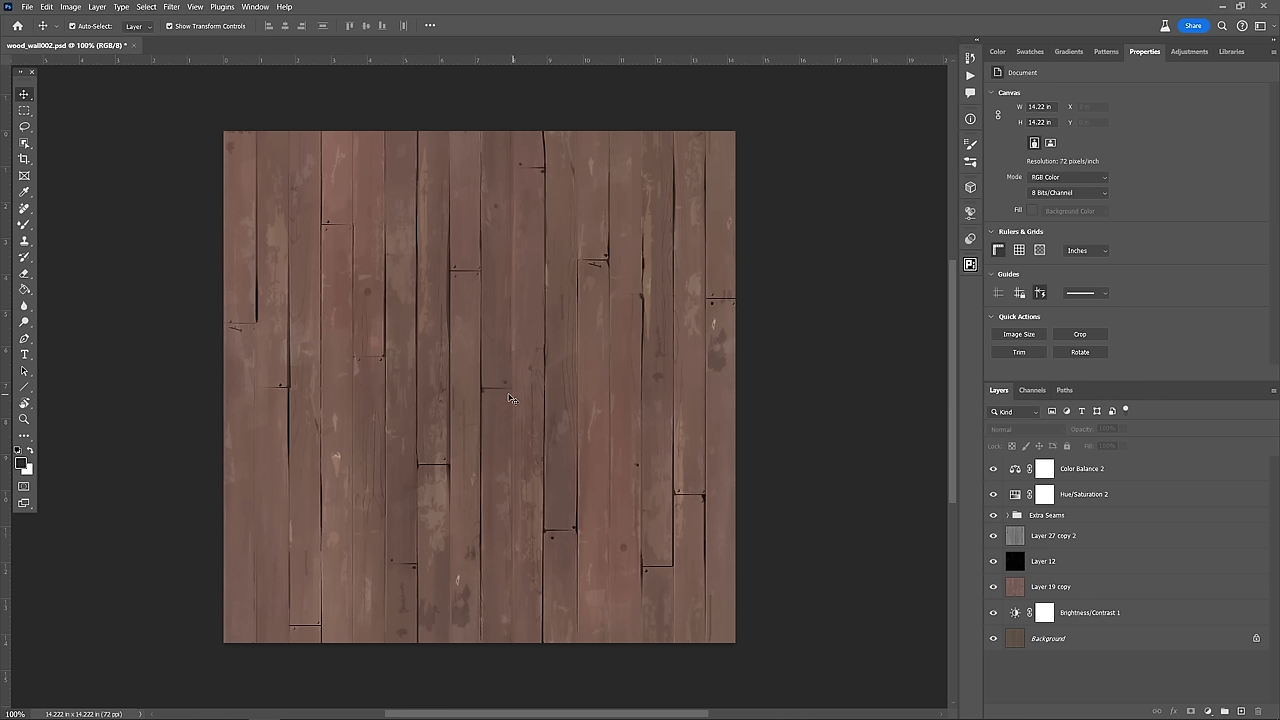 File Edit Image Layer Type Select Filter View Plugins Window Help
Auto-Select: Layer Show Transform Controls Share
wood_wall002.psd @ 100% (RGB/8) * ×
Color Swatches Gradients Patterns Properties Adjustments Libraries
Document
Canvas
W 14.22 in X
H 14.22 in Y
Resolution: 72 pixels/inch
Mode RGB Color
8 Bits/Channel
Fill Background Color
Rulers & Grids
Inches
Guides
Quick Actions
Image Size Crop
Trim Rotate
Layers Channels Paths
Kind
Normal Opacity: 100%
Lock: Fill: 100%
Color Balance 2
Hue/Saturation 2
Extra Seams
Layer 27 copy 2
Layer 12
Layer 19 copy
Brightness/Contrast 1
Background
100% 14.222 in x 14.222 in (72 ppi)